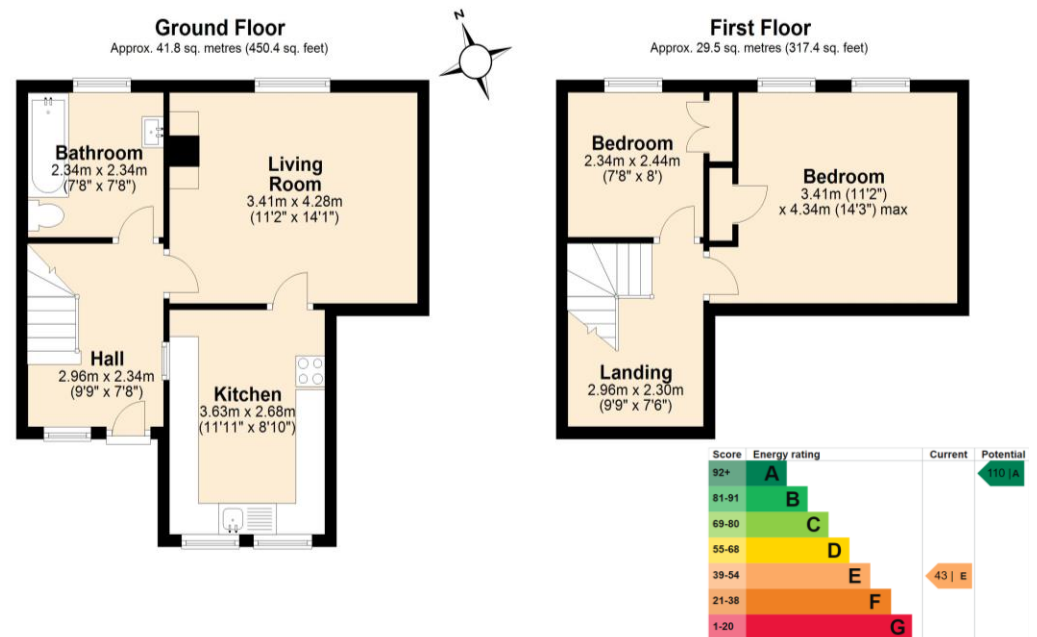 Ground Floor
Approx. 41.8 sq. metres (450.4 sq. feet)
Bathroom
2.34m x 2.34m
(7'8" x 7'8")
Living
Room
3.41m x 4.28m
(11'2" x 14'1")
Hall
2.96m x 2.34m
(9'9" x 7'8")
Kitchen
3.63m x 2.68m
(11'11" x 8'10")
N
First Floor
Approx. 29.5 sq. metres (317.4 sq. feet)
Bedroom
2.34m x 2.44m
(7'8" x 8')
Bedroom
3.41m (11'2")
x 4.34m (14'3") max
Landing
2.96m x 2.30m
(9'9" x 7'6")
Score Energy rating Current Potential
92+ A 110 | A
81-91 B
69-80 C
55-68 D
39-54 E 43 | E
21-38 F
1-20 G